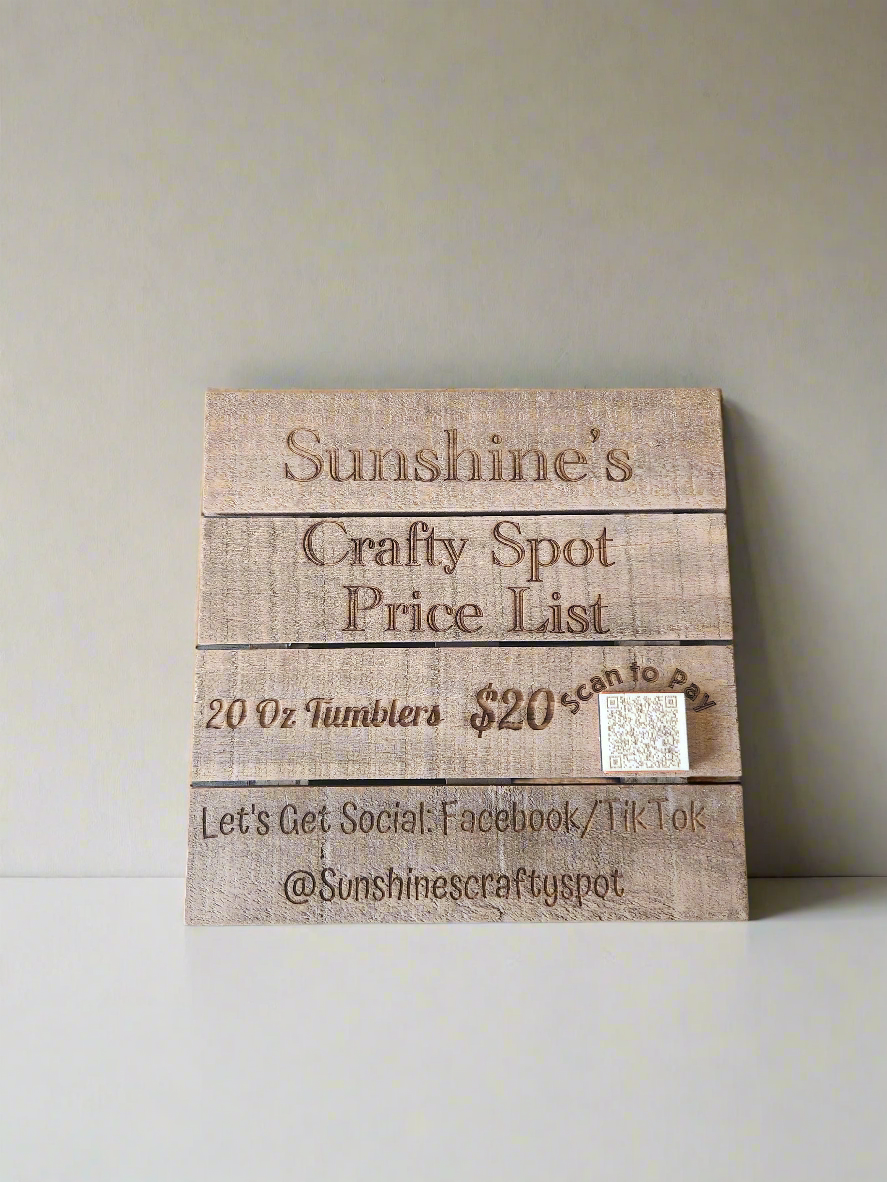 Sunshine's
Crafty Spot
Price List
20 Oz Tumblers $20 Scan to Pay
Let's Get Social: Facebook/TikTok
@Sunshinescraftyspot